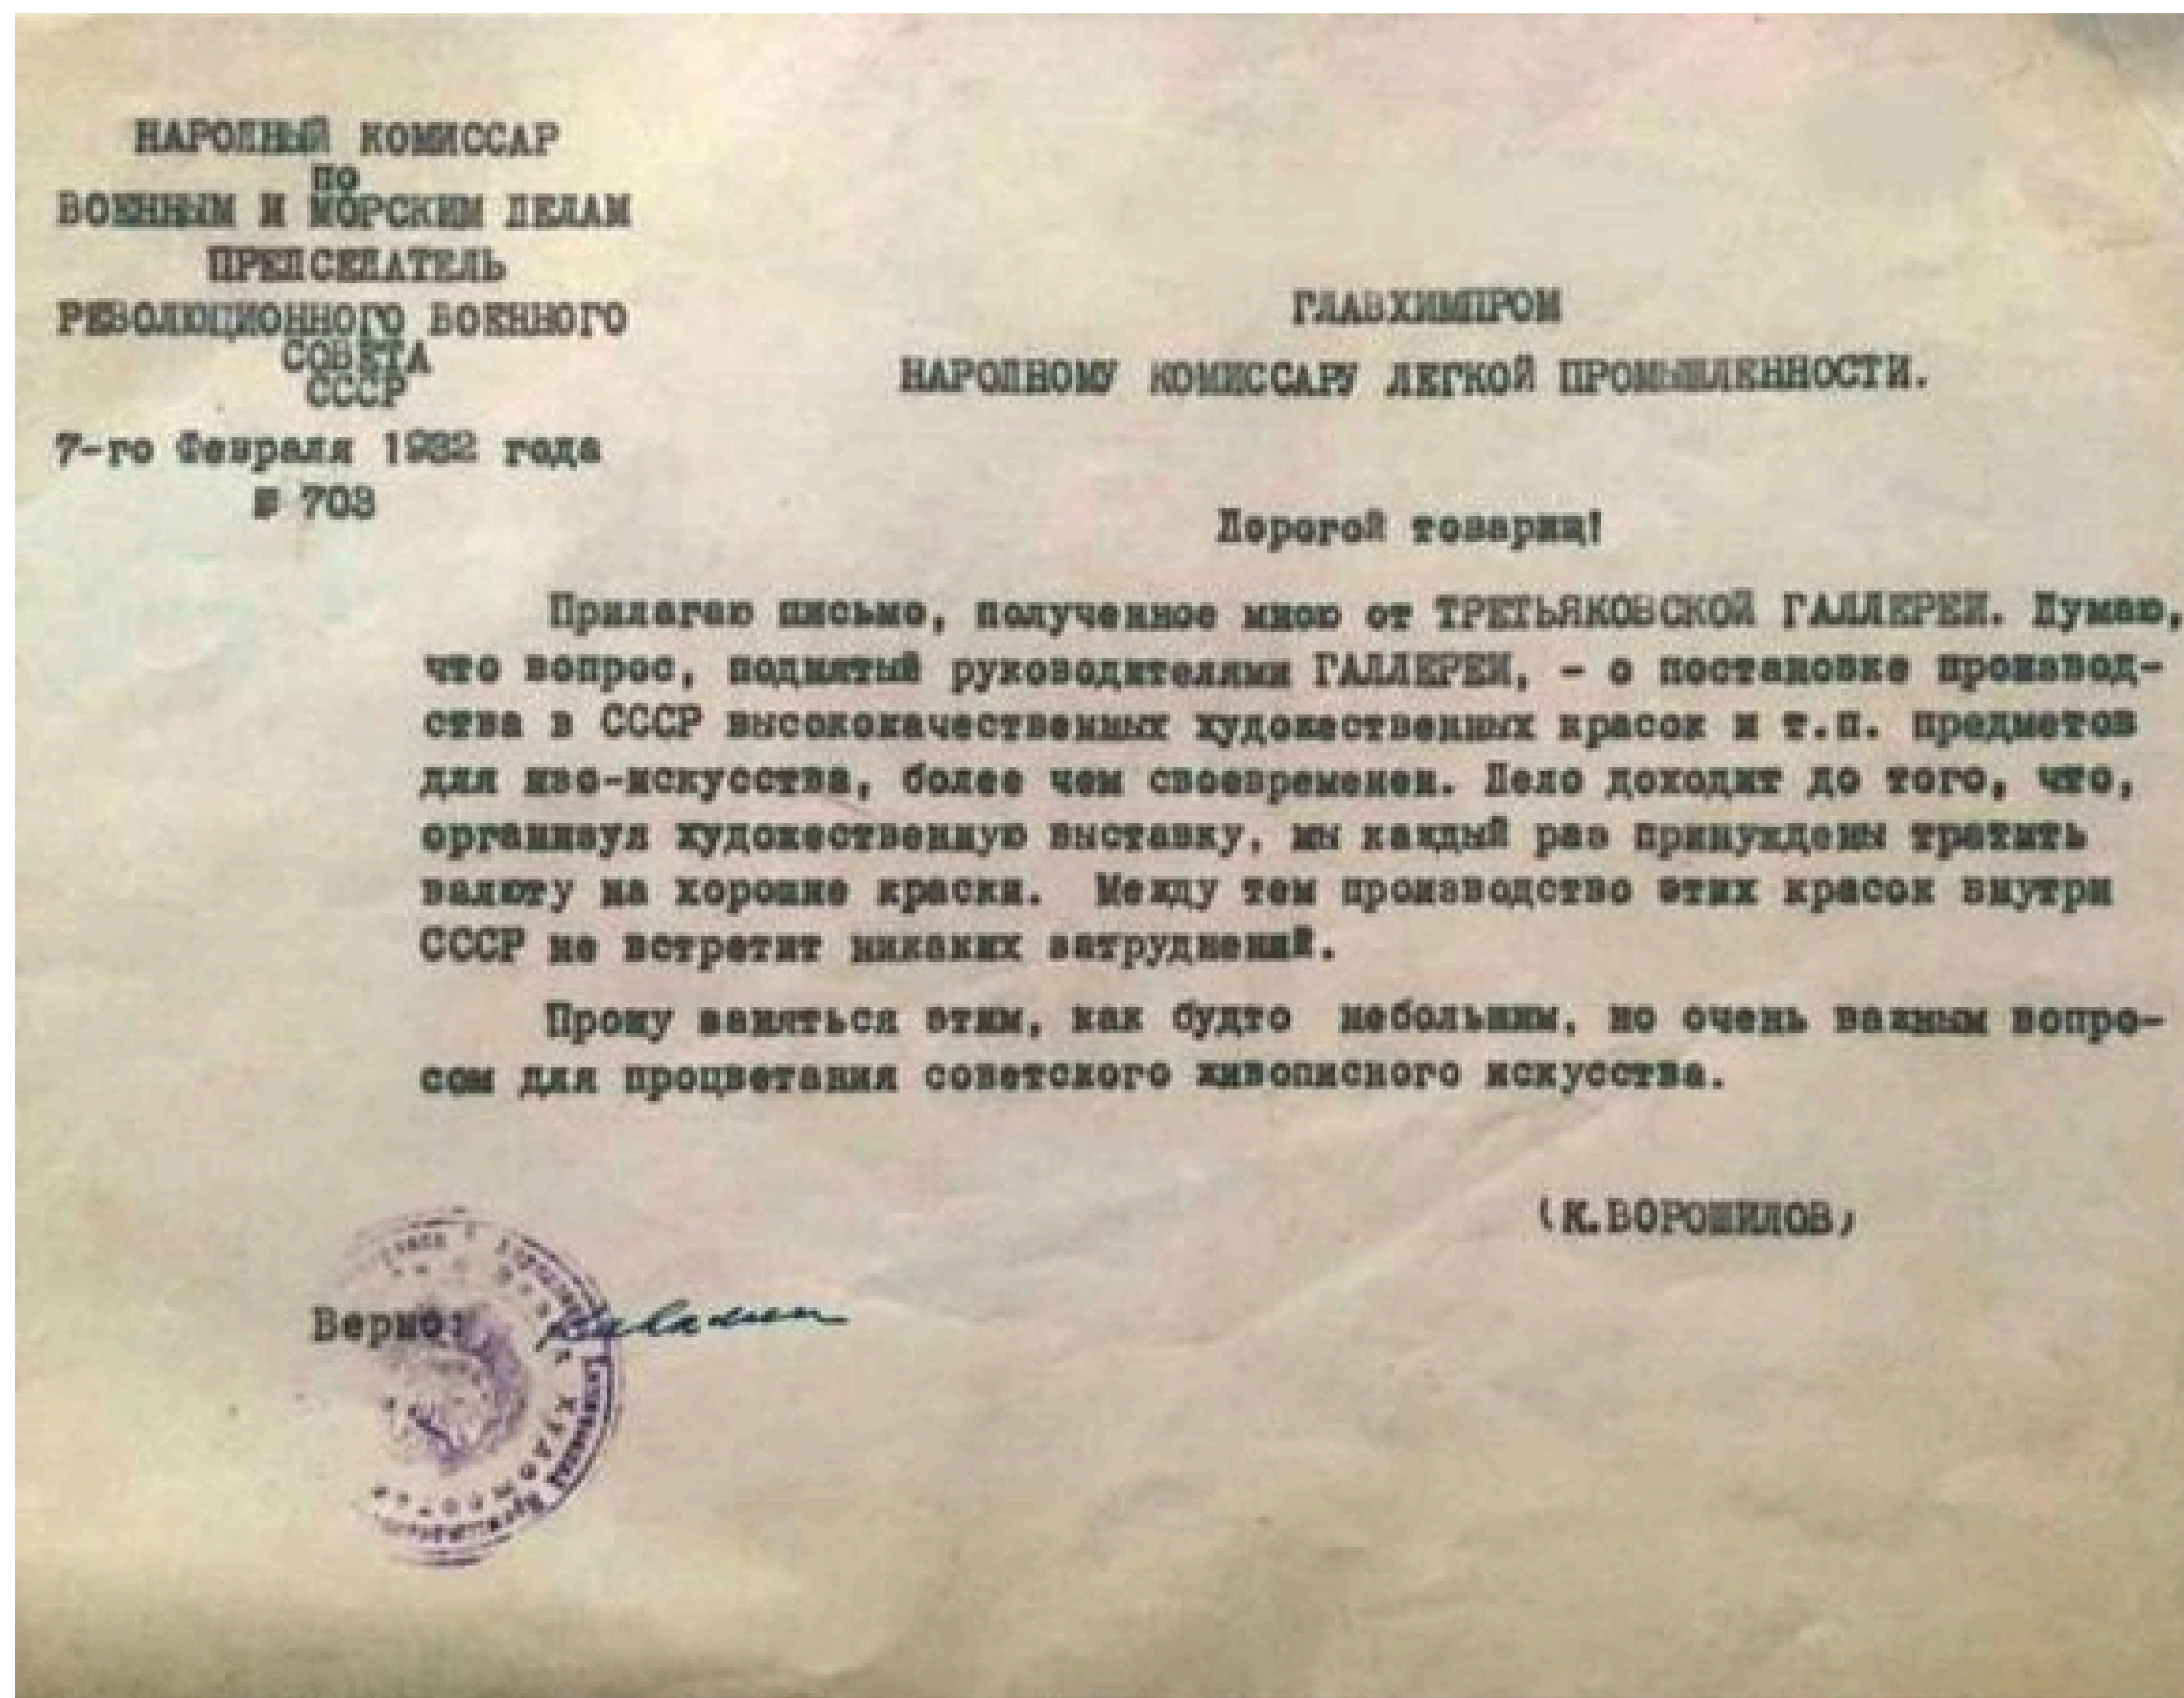 НАРОДНЫЙ КОМИССАР
по
ВОЕННЫМ И МОРСКИМ ДЕЛАМ
ПРЕДСЕДАТЕЛЬ
РЕВОЛЮЦИОННОГО ВОЕННОГО
СОВЕТА
СССР
7-го Февраля 1932 года
№ 703
ГЛАВХИМПРОМ
НАРОДНОМУ КОМИССАРУ ЛЕГКОЙ ПРОМЫШЛЕННОСТИ.
Дорогой товарищ!
Прилагаю письмо, полученное мною от ТРЕТЬЯКОВСКОЙ ГАЛЛЕРЕИ. Думаю,
что вопрос, поднятый руководителями ГАЛЛЕРЕИ, - о постановке производ-
ства в СССР высококачественных художественных красок и т.п. предметов
для изо-искусства, более чем своевременен. Дело доходит до того, что,
организуя художественную выставку, мы каждый раз принуждены тратить
валюту на хорошие краски. Между тем производство этих красок внутри
СССР не встретит никаких затруднений.
Прошу заняться этим, как будто небольшим, но очень важным вопро-
сом для процветания советского живописного искусства.
(К.ВОРОШИЛОВ)
Верно: